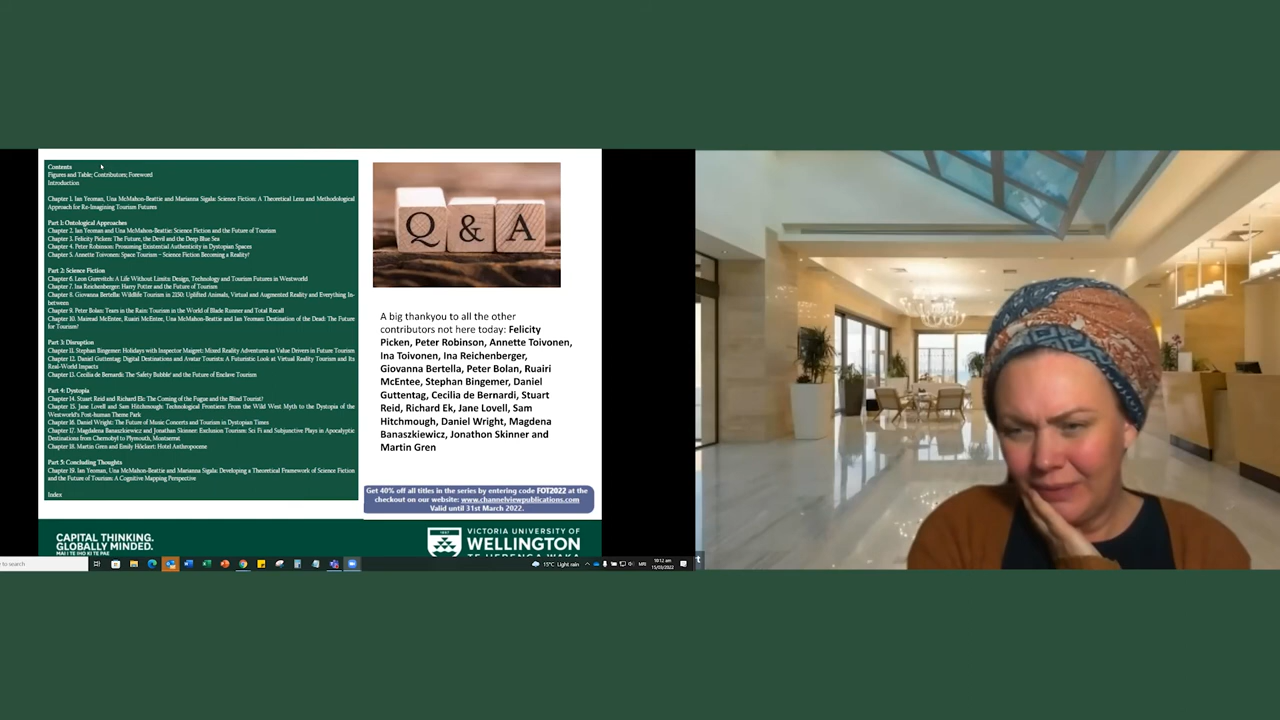 Contents
Figures and Table; Contributors; Foreword
Introduction
Chapter 1. Ian Yeoman, Una McMahon-Beattie and Marianna Sigala: Science Fiction: A Theoretical Lens and Methodological
Approach for Re-Imagining Tourism Futures
Part 1: Ontological Approaches
Chapter 2. Ian Yeoman and Una McMahon-Beattie: Science Fiction and the Future of Tourism
Chapter 3. Felicity Picken: The Future, the Devil and the Deep Blue Sea
Chapter 4. Peter Robinson: Presuming Existential Authenticity in Dystopian Spaces
Chapter 5. Annette Toivonen: Space Tourism – Science Fiction Becoming a Reality?
Part 2: Science Fiction
Chapter 6. Leon Gurevitch: A Life Without Limits: Design, Technology and Tourism Futures in Westworld
Chapter 7. Ina Reichenberger: Harry Potter and the Future of Tourism
Chapter 8. Giovanna Bertella: Wildlife Tourism in 2150: Uplifted Animals, Virtual and Augmented Reality and Everything In-
between
Chapter 9. Peter Bolan: Tears in the Rain: Tourism in the World of Blade Runner and Total Recall
Chapter 10. Mairead McEntee, Ruairi McEntee, Una McMahon-Beattie and Ian Yeoman: Destination of the Dead: The Future
for Tourism?
Part 3: Disruption
Chapter 11. Stephan Bingemer: Holidays with Inspector Maigret: Mixed Reality Adventures as Value Drivers in Future Tourism
Chapter 12. Daniel Guttentag: Digital Destinations and Avatar Tourists: A Futuristic Look at Virtual Reality Tourism and Its
Real-World Impacts
Chapter 13. Cecilia de Bernardi: The 'Safety Bubble' and the Future of Enclave Tourism
Part 4: Dystopia
Chapter 14. Stuart Reid and Richard Ek: The Coming of the Fogue and the Blind Tourist?
Chapter 15. Jane Lovell and Sam Hitchmough: Technological Frontiers: From the Wild West Myth to the Dystopia of the
Westworld's Post-human Theme Park
Chapter 16. Daniel Wright: The Future of Music Concerts and Tourism in Dystopian Times
Chapter 17. Magdalena Banaszkiewicz and Jonathan Skinner: Exclusion Tourism: Sci Fi and Subjunctive Plays in Apocalyptic
Destinations from Chernobyl to Plymouth, Montserrat
Chapter 18. Martin Gren and Emily Höckert: Hotel Anthropocene
Part 5: Concluding Thoughts
Chapter 19. Ian Yeoman, Una McMahon-Beattie and Marianna Sigala: Developing a Theoretical Framework of Science Fiction
and the Future of Tourism: A Cognitive Mapping Perspective
Index
Q & A
A big thankyou to all the other
contributors not here today: Felicity
Picken, Peter Robinson, Annette Toivonen,
Ina Toivonen, Ina Reichenberger,
Giovanna Bertella, Peter Bolan, Ruairi
McEntee, Stephan Bingemer, Daniel
Guttentag, Cecilia de Bernardi, Stuart
Reid, Richard Ek, Jane Lovell, Sam
Hitchmough, Daniel Wright, Magdena
Banaszkiewicz, Jonathon Skinner and
Martin Gren
Get 40% off all titles in the series by entering code FOT2022 at the
checkout on our website: www.channelviewpublications.com
Valid until 31st March 2022.
CAPITAL THINKING.
GLOBALLY MINDED.
MAI I TE IHO KI TE PAE
VICTORIA UNIVERSITY OF
WELLINGTON
TE HERENGA WAKA
to search
15°C Light rain
10:12 am
15/03/2022